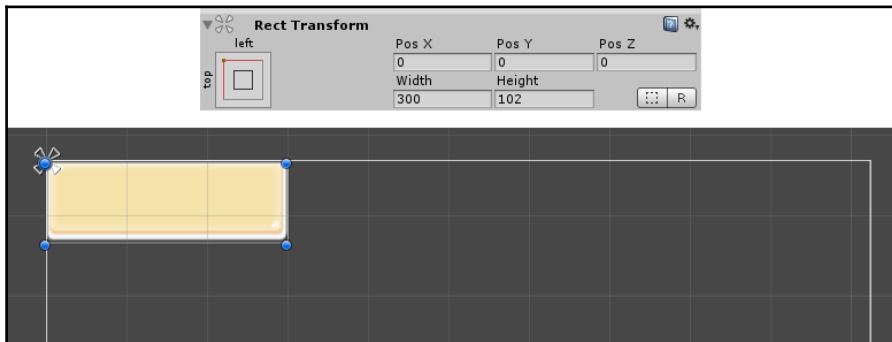 Rect Transform
left
top
Pos X Pos Y Pos Z
0 0 0
Width Height
300 102
R